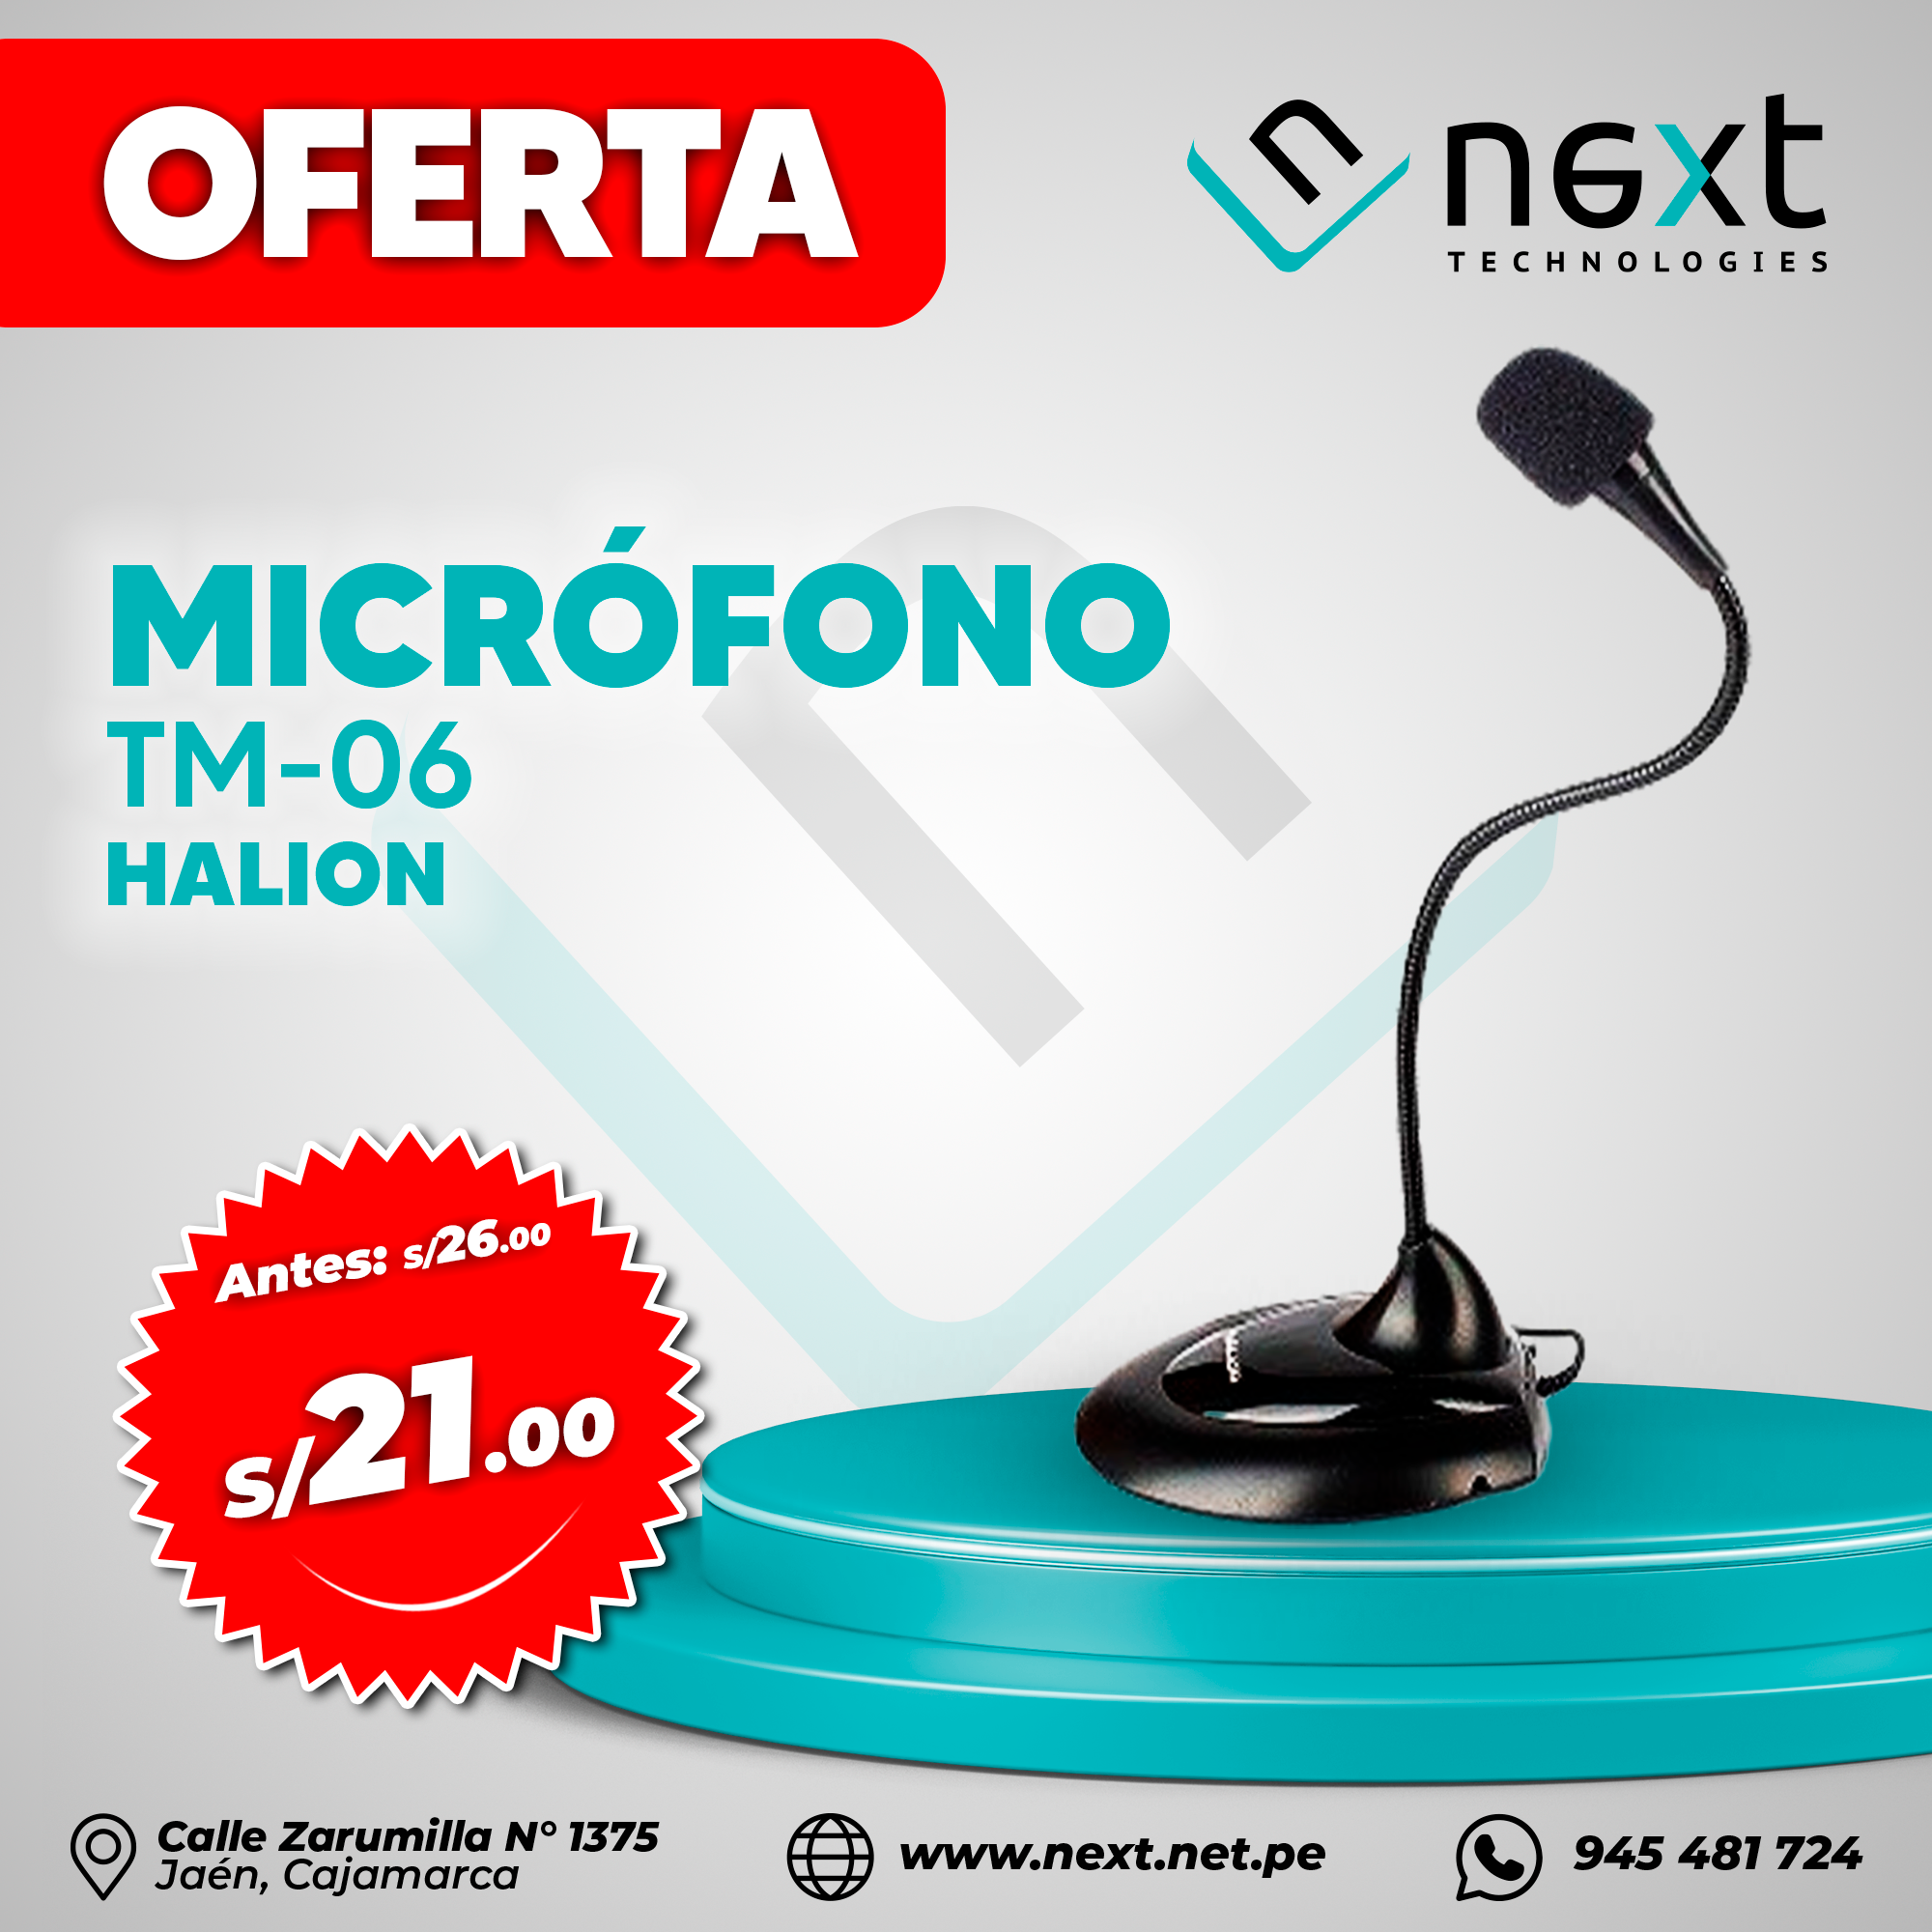 OFERTA
next
TECHNOLOGIES
MICRÓFONO
TM-06
HALION
Antes: s/26.00
s/21.00
Calle Zarumilla N° 1375
Jaén, Cajamarca
www.next.net.pe
945 481 724